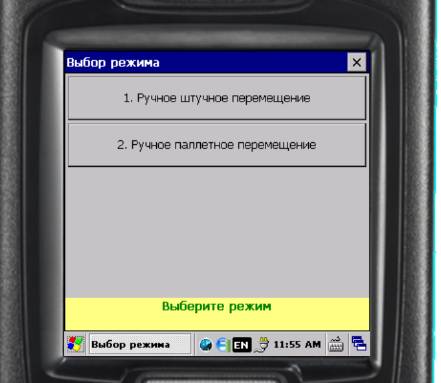 Выбор режима
1. Ручное штучное перемещение
2. Ручное паллетное перемещение
Выберите режим
Выбор режима
EN
11:55 AM